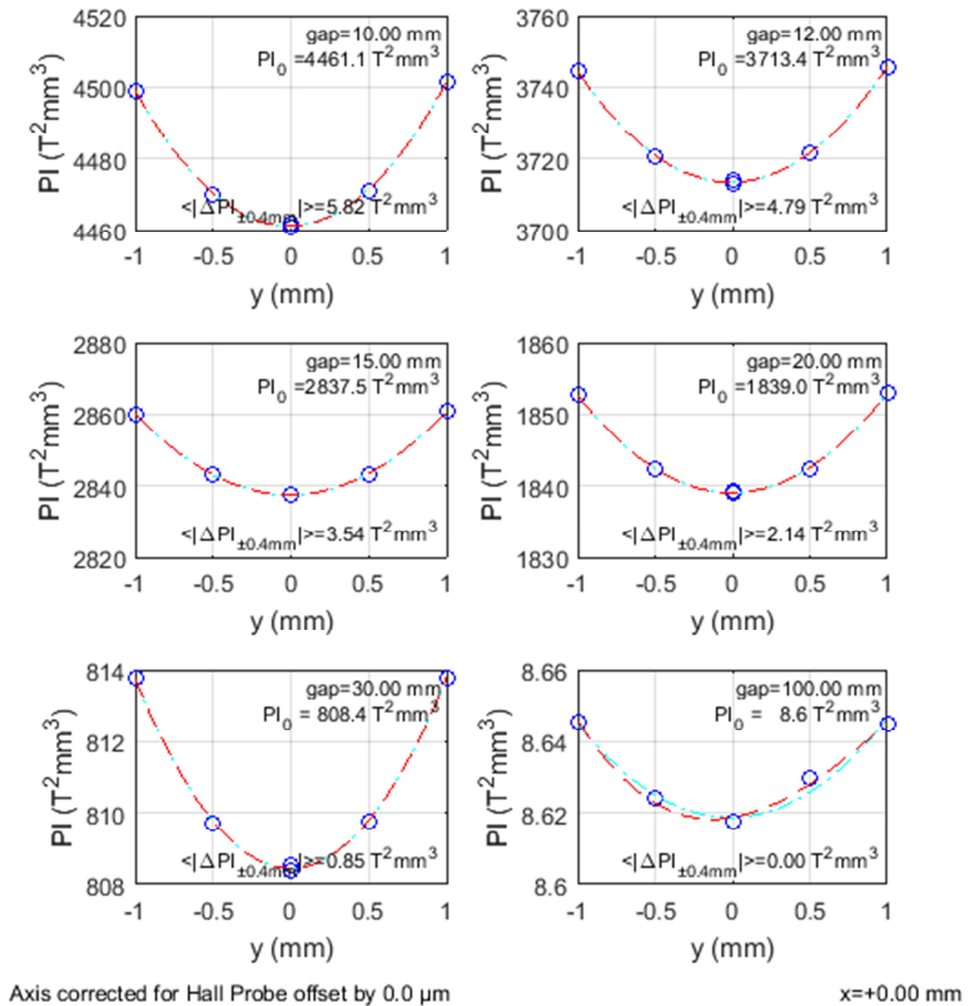 gap=10.00 mm
PI₀ =4461.1 T²mm³
<|ΔPI±0.4mm|>=5.82 T²mm³
PI (T²mm³)
4520
4500
4480
4460
-1 -0.5 0 0.5 1
y (mm)
gap=12.00 mm
PI₀ =3713.4 T²mm³
<|ΔPI±0.4mm|>=4.79 T²mm³
PI (T²mm³)
3760
3740
3720
3700
-1 -0.5 0 0.5 1
y (mm)
gap=15.00 mm
PI₀ =2837.5 T²mm³
<|ΔPI±0.4mm|>=3.54 T²mm³
PI (T²mm³)
2880
2860
2840
2820
-1 -0.5 0 0.5 1
y (mm)
gap=20.00 mm
PI₀ =1839.0 T²mm³
<|ΔPI±0.4mm|>=2.14 T²mm³
PI (T²mm³)
1860
1850
1840
1830
-1 -0.5 0 0.5 1
y (mm)
gap=30.00 mm
PI₀ = 808.4 T²mm³
<|ΔPI±0.4mm|>=0.85 T²mm³
PI (T²mm³)
814
812
810
808
-1 -0.5 0 0.5 1
y (mm)
gap=100.00 mm
PI₀ = 8.6 T²mm³
<|ΔPI±0.4mm|>=0.00 T²mm³
PI (T²mm³)
8.66
8.64
8.62
8.6
-1 -0.5 0 0.5 1
y (mm)
Axis corrected for Hall Probe offset by 0.0 µm
x=+0.00 mm